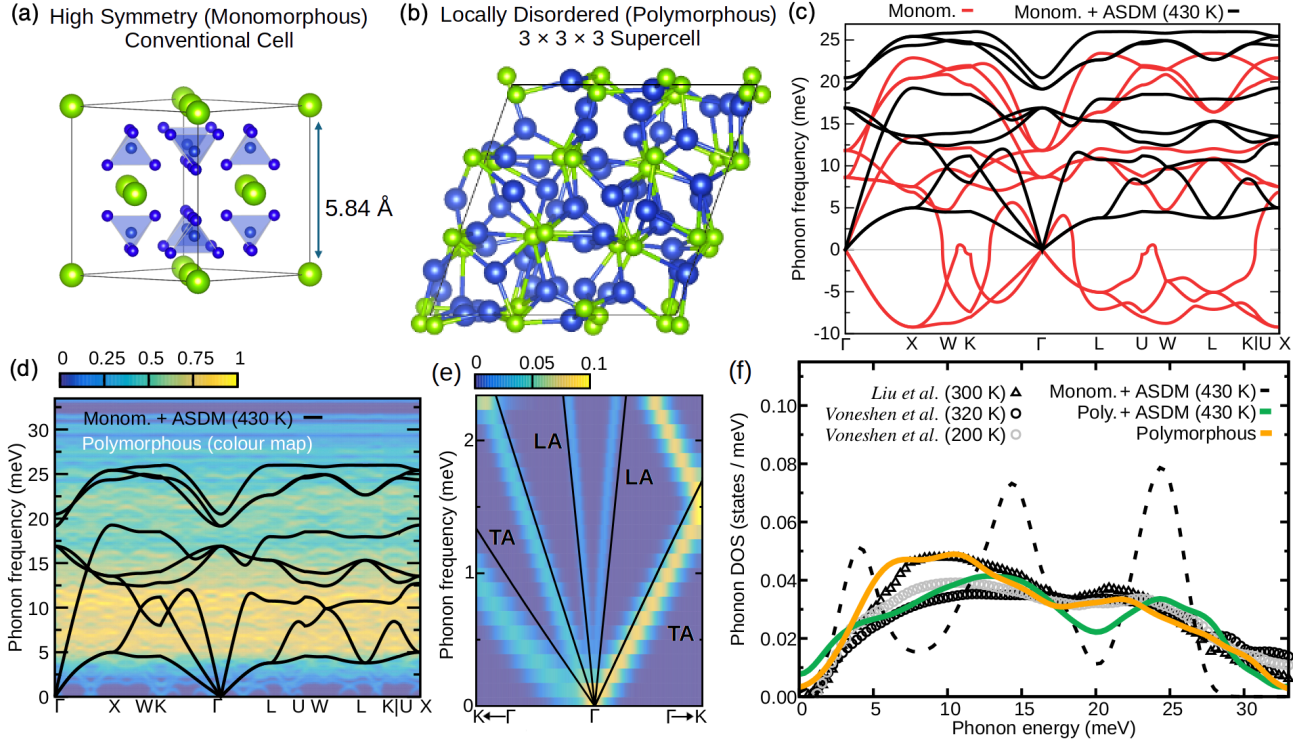 (a) High Symmetry (Monomorphous)
Conventional Cell
5.84 Å
(b) Locally Disordered (Polymorphous)
3 × 3 × 3 Supercell
(c) Monom. Monom. + ASDM (430 K)
Phonon frequency (meV)
25
20
15
10
5
0
-5
-10
Γ X W K Γ L U W L K|U X
(d)
0 0.25 0.5 0.75 1
Monom. + ASDM (430 K)
Polymorphous (colour map)
Phonon frequency (meV)
30
25
20
15
10
5
0
Γ X W K Γ L U W L K|U X
(e)
0 0.05 0.1
LA
LA
TA
TA
Phonon frequency (meV)
2
1
0
K←Γ Γ Γ→K
(f)
Liu et al. (300 K)
Voneshen et al. (320 K)
Voneshen et al. (200 K)
Monom. + ASDM (430 K)
Poly. + ASDM (430 K)
Polymorphous
Phonon DOS (states / meV)
0.10
0.08
0.06
0.04
0.02
0.00
0 5 10 15 20 25 30
Phonon energy (meV)